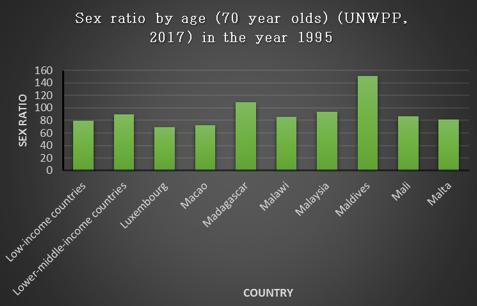 Sex ratio by age (70 year olds) (UNWPP,
2017) in the year 1995
SEX RATIO
160
140
120
100
80
60
40
20
0
Low-income countries
Lower-middle-income countries
Luxembourg
Macao
Madagascar
Malawi
Malaysia
Maldives
Mali
Malta
COUNTRY